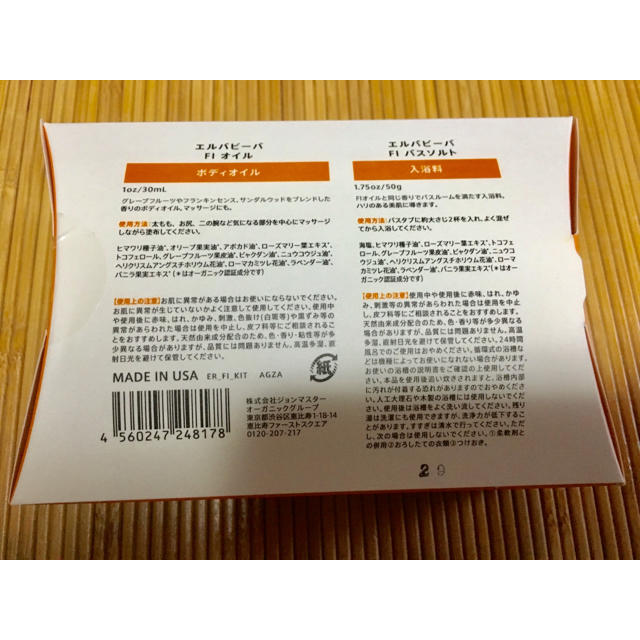 エルバビーバ
FI オイル
ボディオイル
1oz/30mL
グレープフルーツやフランキンセンス、サンダルウッドをブレンドした
香りのボディオイル。マッサージにも。
使用方法:太もも、お尻、二の腕など気になる部分を中心にマッサージ
しながら塗布してください。
ヒマワリ種子油*、オリーブ果実油*、アボカド油*、ローズマリー葉エキス*、
トコフェロール、グレープフルーツ果皮油*、ビャクダン油*、ニュウコウジュ油*、
ヘリクリスムアングスチホリウム花油*、ローマカミツレ花油*、ラベンダー油*、
バニラ果実エキス*(*はオーガニック認証成分です)
【使用上の注意】お肌に異常がある場合はお使いにならないでください。
お肌に異常が生じていないかよく注意して使用してください。使用中
や使用後に赤味、はれ、かゆみ、刺激、色抜け(白斑等)や黒ずみ等の
異常があらわれた場合は使用を中止し、皮フ科等にご相談されるこ
とをおすすめします。天然由来成分配合のため、色・香り・粘性等が多
少異なる場合がありますが、品質には問題ありません。高温多湿、直
射日光を避けて保管してください。
MADE IN USA ER_FI_KIT AGZA
4 560247 248178
紙
株式会社ジョンマスター
オーガニックグループ
東京都渋谷区恵比寿1-18-14
恵比寿ファーストスクエア
0120-207-217
エルバビーバ
FI バスソルト
入浴料
1.75oz/50g
FIオイルと同じ香りでバスルームを満たす入浴料。
ハリのある美肌に導きます。
使用方法:バスタブに約大さじ2杯を入れ、よく混ぜ
てから入浴してください。
海塩、ヒマワリ種子油*、ローズマリー葉エキス*、トコフェ
ロール、グレープフルーツ果皮油*、ビャクダン油*、ニュウコ
ウジュ油*、ヘリクリスムアングスチホリウム花油*、ローマ
カミツレ花油*、ラベンダー油*、バニラ果実エキス*(*は
オーガニック認証成分です)
【使用上の注意】使用中や使用後に赤味、はれ、かゆ
み、刺激等の異常があらわれた場合は使用を中止
し、皮フ科等にご相談されることをおすすめします。
天然由来成分配合のため、色・香り等が多少異なる
場合がありますが、品質には問題ありません。高温多
湿、直射日光を避けて保管してください。24時間
風呂でのご使用はおやめください。循環式の浴槽な
どへは機種によって使用できない場合があります。
お使いの浴槽の説明書をご確認の上使用してくださ
い。本品を使用後追い炊きされますと、浴槽内部
に汚れが付着する恐れがありますのでおやめくださ
い。人工大理石や木製の浴槽には使用しないでくだ
さい。使用後は浴槽をよく洗い流してください。残り
湯は洗濯にも使用できますが、洗浄力が低下するこ
とがあります。すすぎは清水で行ってください。ただ
し、次の場合は使用しないでください。①柔軟剤と
の併用②おろしたての衣類③つけおき。
29